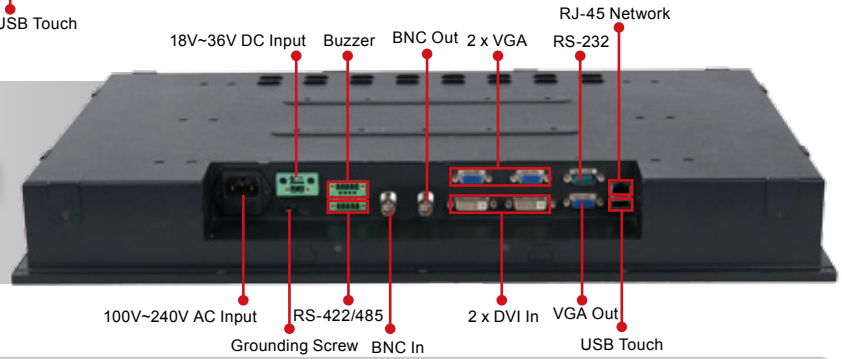 USB Touch
RJ-45 Network
18V~36V DC Input
Buzzer
BNC Out
2 x VGA
RS-232
100V~240V AC Input
RS-422/485
2 x DVI In
VGA Out
Grounding Screw
BNC In
USB Touch